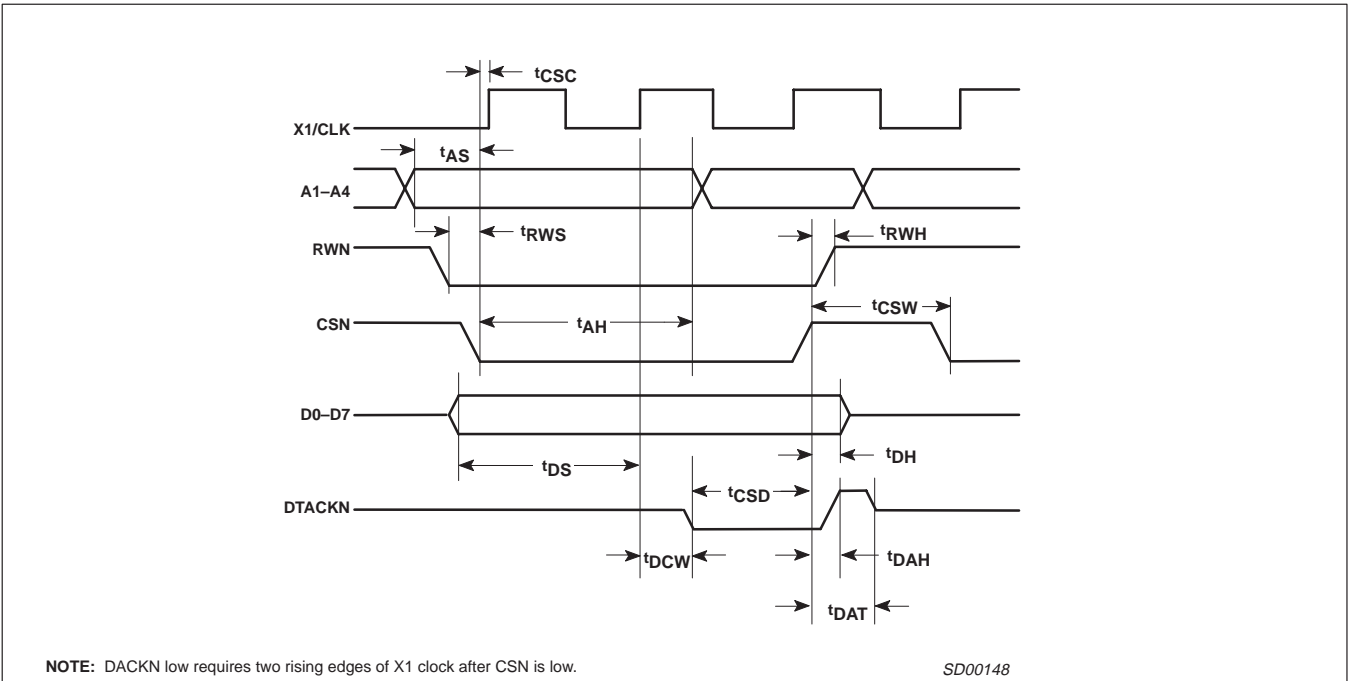 tCSC
X1/CLK
tAS
A1–A4
tRWS
tRWH
RWN
tCSW
CSN
tAH
D0–D7
tDS
tDH
tCSD
DTACKN
tDCW
tDAH
tDAT
NOTE: DACKN low requires two rising edges of X1 clock after CSN is low.
SD00148